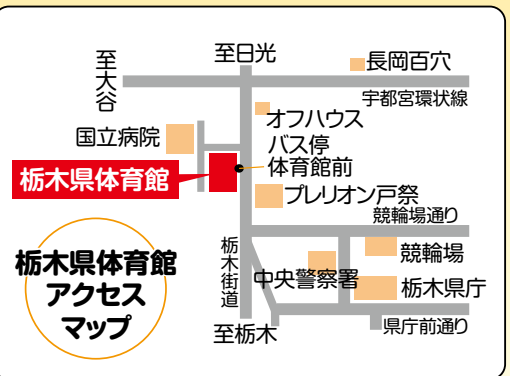 至日光
長岡百穴
至大谷
宇都宮環状線
オフハウス
国立病院
バス停
体育館前
栃木県体育館
プレリオン戸祭
競輪場通り
栃木街道
競輪場
中央警察署
栃木県庁
栃木県体育館
アクセス
マップ
至栃木
県庁前通り